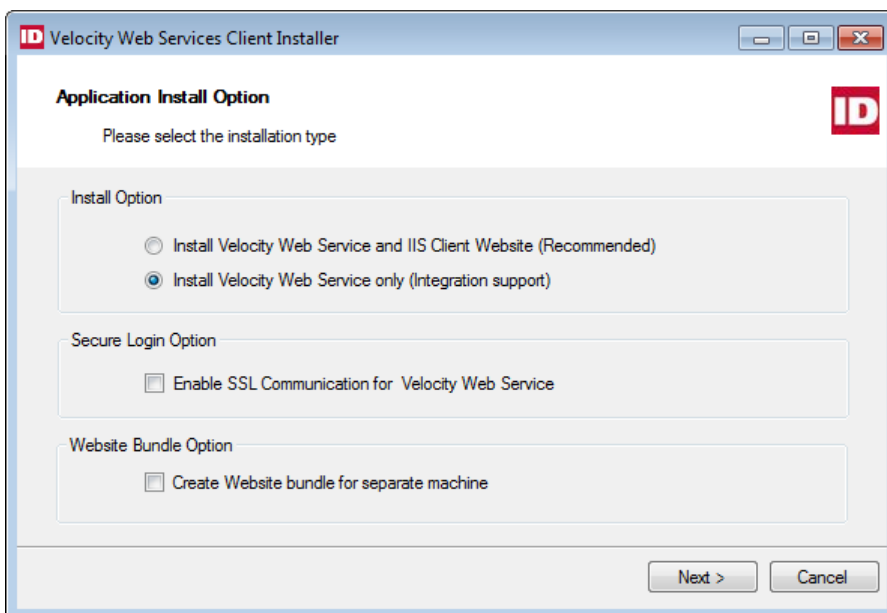 ID Velocity Web Services Client Installer
Application Install Option
ID
Please select the installation type
Install Option
Install Velocity Web Service and IIS Client Website (Recommended)
Install Velocity Web Service only (Integration support)
Secure Login Option
Enable SSL Communication for Velocity Web Service
Website Bundle Option
Create Website bundle for separate machine
Next >
Cancel